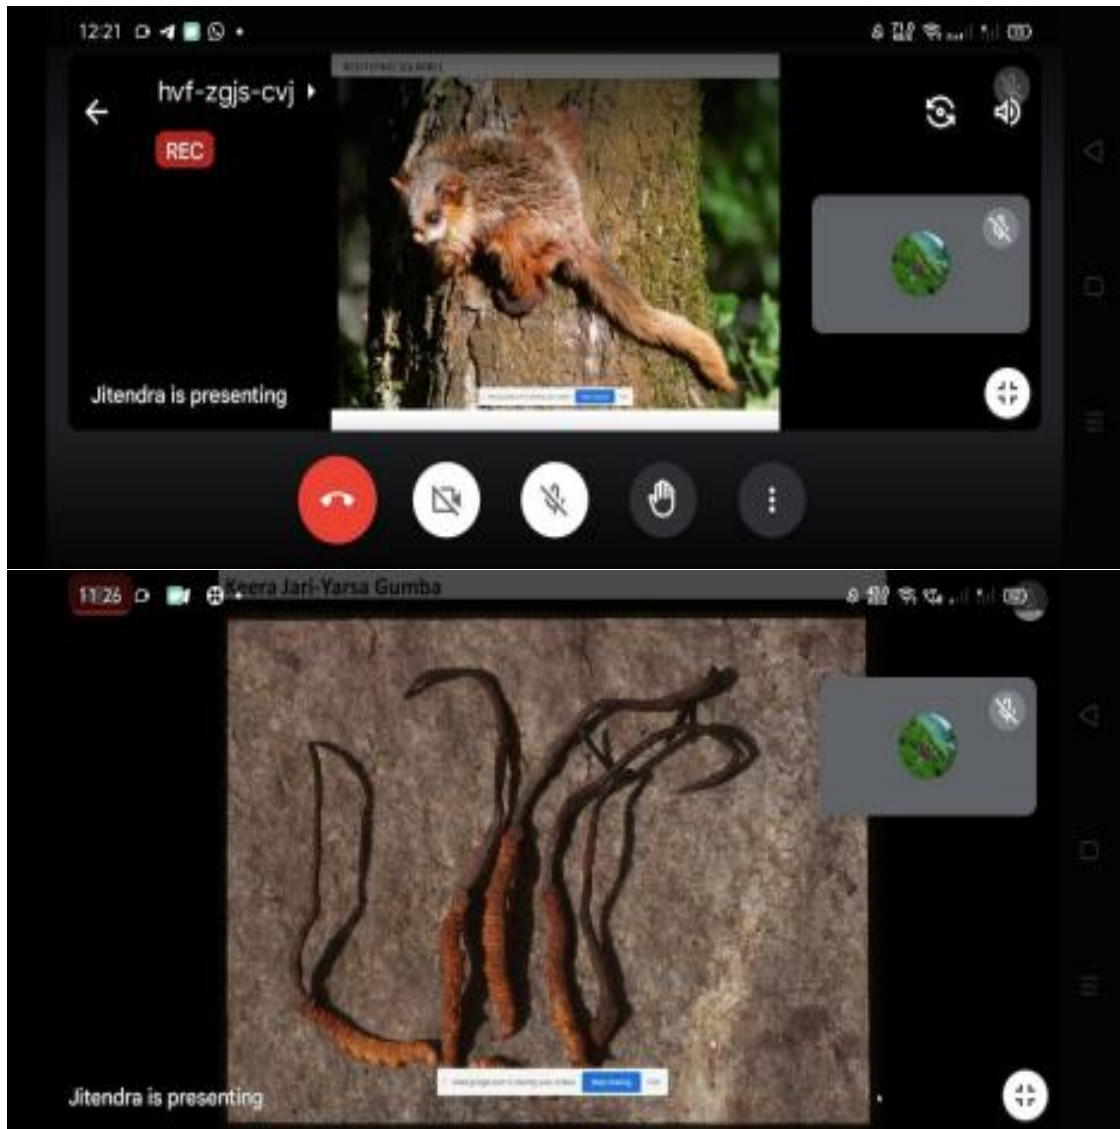 12:21
hvf-zgjs-cvj
REC
Jitendra is presenting
11:26
Keera Jari-Yarsa Gumba
Jitendra is presenting